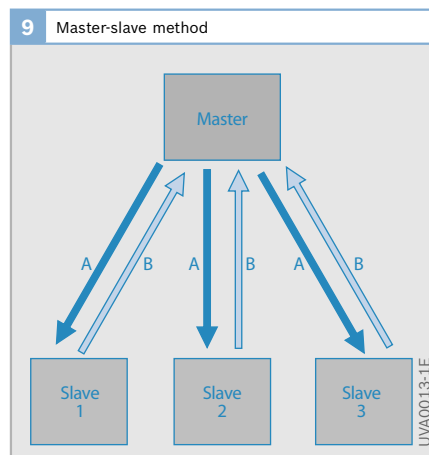 9 Master-slave method
Master
A B A B A B
Slave
1
Slave
2
Slave
3
UVA0013-1E